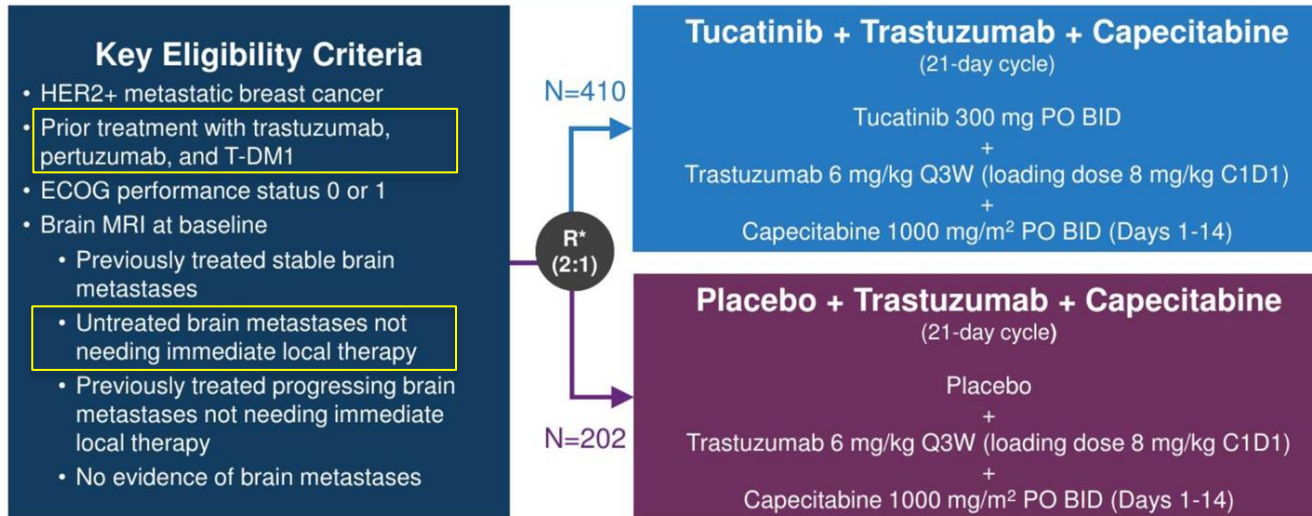 Key Eligibility Criteria
• HER2+ metastatic breast cancer
• Prior treatment with trastuzumab,
pertuzumab, and T-DM1
• ECOG performance status 0 or 1
• Brain MRI at baseline
• Previously treated stable brain
metastases
• Untreated brain metastases not
needing immediate local therapy
• Previously treated progressing brain
metastases not needing immediate
local therapy
• No evidence of brain metastases
N=410
R*
(2:1)
N=202
Tucatinib + Trastuzumab + Capecitabine
(21-day cycle)
Tucatinib 300 mg PO BID
+
Trastuzumab 6 mg/kg Q3W (loading dose 8 mg/kg C1D1)
+
Capecitabine 1000 mg/m² PO BID (Days 1-14)
Placebo + Trastuzumab + Capecitabine
(21-day cycle)
Placebo
+
Trastuzumab 6 mg/kg Q3W (loading dose 8 mg/kg C1D1)
+
Capecitabine 1000 mg/m² PO BID (Days 1-14)